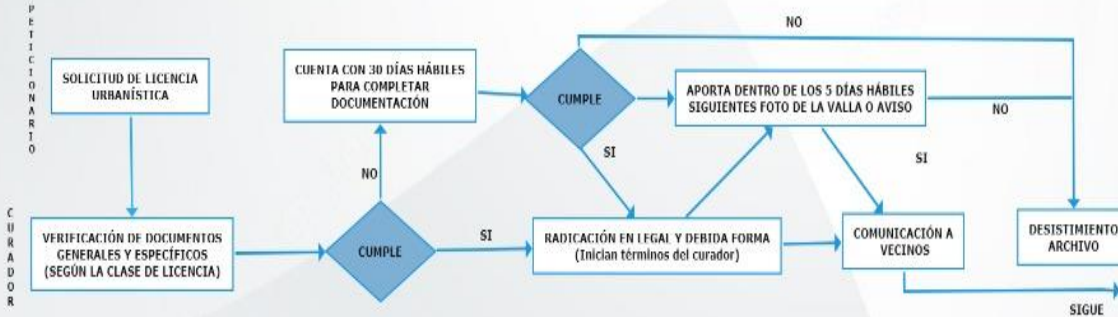 PETICIONARIO
SOLICITUD DE LICENCIA
URBANÍSTICA
CUENTA CON 30 DÍAS HÁBILES
PARA COMPLETAR
DOCUMENTACIÓN
CUMPLE
NO
APORTA DENTRO DE LOS 5 DÍAS HÁBILES
SIGUIENTES FOTO DE LA VALLA O AVISO
NO
SI
SI
NO
CURADOR
VERIFICACIÓN DE DOCUMENTOS
GENERALES Y ESPECÍFICOS
(SEGÚN LA CLASE DE LICENCIA)
CUMPLE
SI
RADICACIÓN EN LEGAL Y DEBIDA FORMA
(Inician términos del curador)
COMUNICACIÓN A
VECINOS
DESISTIMIENTO
ARCHIVO
SIGUE